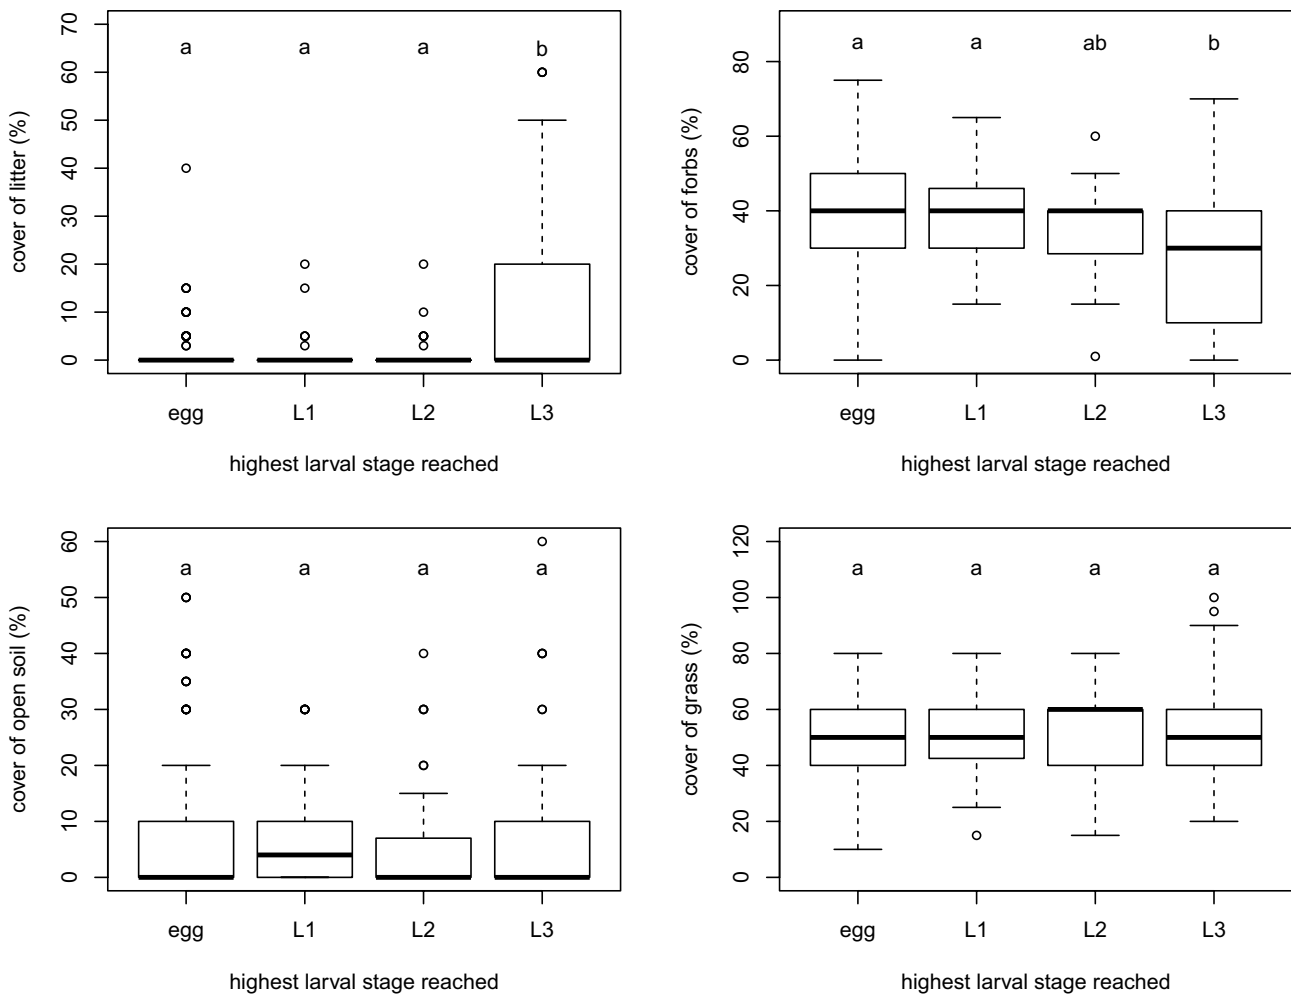 cover of litter (%)
70
60
50
40
30
20
10
0
a a a b
egg L1 L2 L3
highest larval stage reached
cover of forbs (%)
80
60
40
20
0
a a ab b
egg L1 L2 L3
highest larval stage reached
cover of open soil (%)
60
50
40
30
20
10
0
a a a a
egg L1 L2 L3
highest larval stage reached
cover of grass (%)
120
100
80
60
40
20
0
a a a a
egg L1 L2 L3
highest larval stage reached